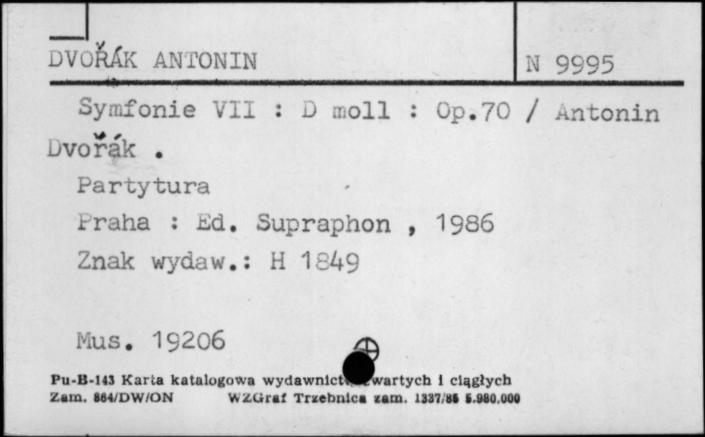 DVOŘÁK ANTONIN
N 9995
Symfonie VII : D moll : Op.70 / Antonin
Dvořák .
Partytura
Praha : Ed. Supraphon , 1986
Znak wydaw.: H 1849
Mus. 19206
Pu-B-143 Karta katalogowa wydawnict wartych i ciągłych
Zam. 864/DW/ON WZGraf Trzebnica zam. 1337/86 5.980.000